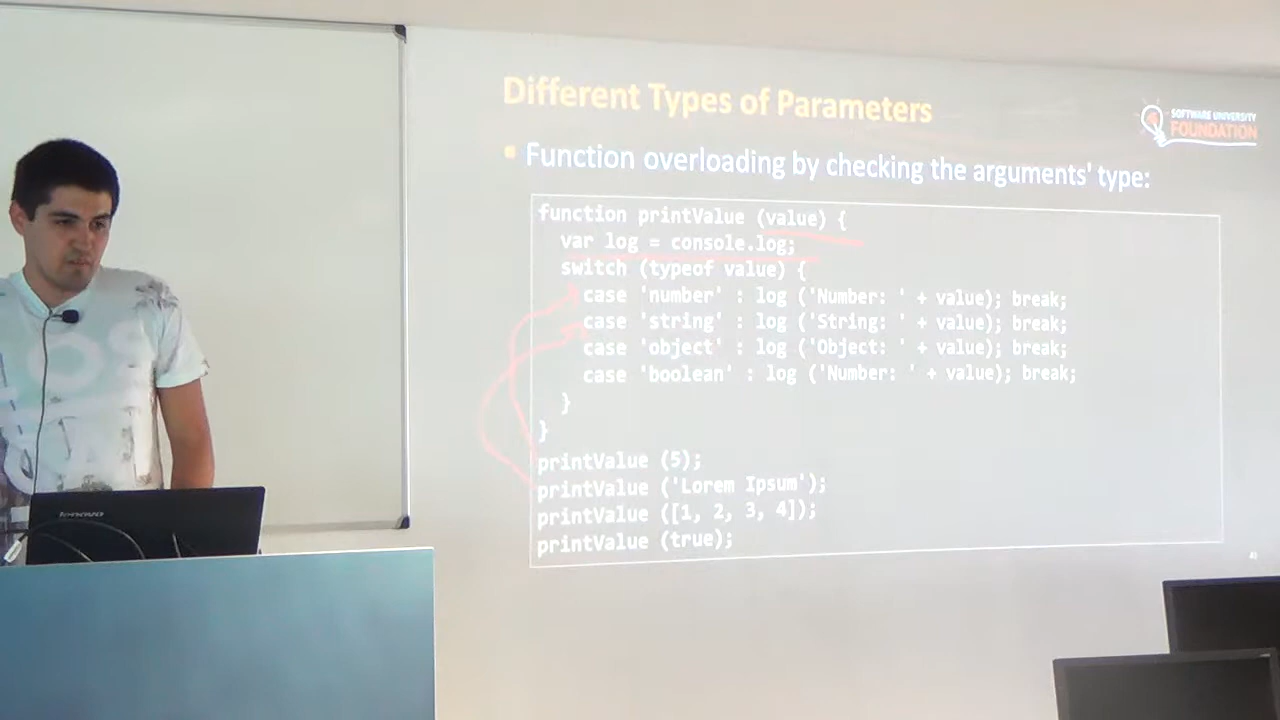 Different Types of Parameters
SOFTWARE UNIVERSITY
FOUNDATION
Function overloading by checking the arguments' type:
function printValue (value) {
var log = console.log;
switch (typeof value) {
case 'number' : log ('Number: ' + value); break;
case 'string' : log ('String: ' + value); break;
case 'object' : log ('Object: ' + value); break;
case 'boolean' : log ('Number: ' + value); break;
}
}
printValue (5);
printValue ('Lorem Ipsum');
printValue ([1, 2, 3, 4]);
printValue (true);
lenovo